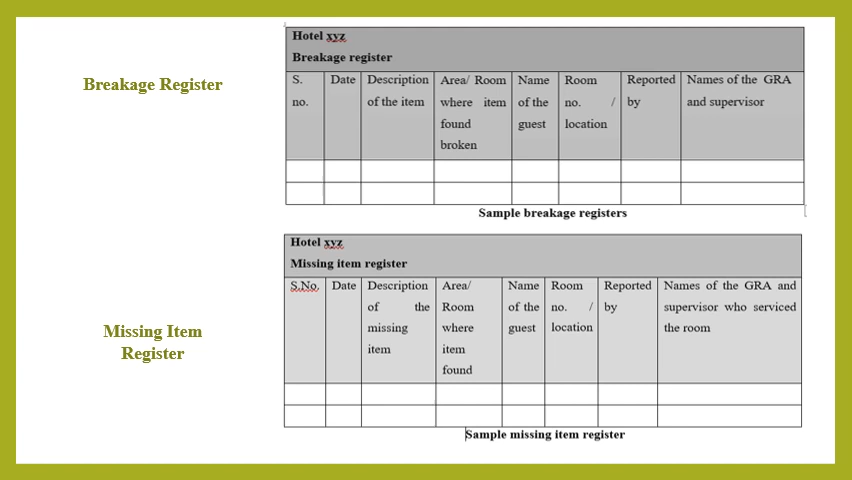 Breakage Register
Hotel xyz
Breakage register
S. no.
Date
Description of the item
Area/ Room where item found broken
Name of the guest
Room no. / location
Reported by
Names of the GRA and supervisor
Sample breakage registers
Missing Item
Register
Hotel xyz
Missing item register
S.No.
Date
Description of the missing item
Area/ Room where item found
Name of the guest
Room no. / location
Reported by
Names of the GRA and supervisor who serviced the room
Sample missing item register